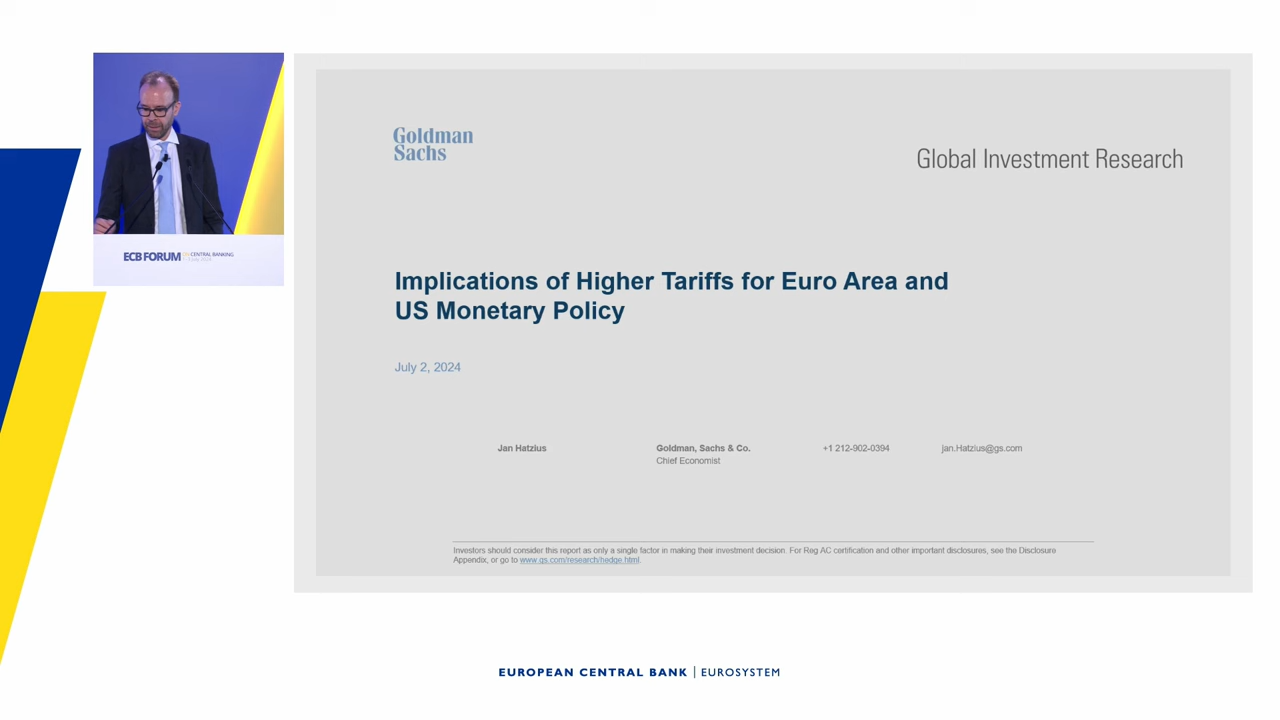 Goldman
Sachs
Global Investment Research
Implications of Higher Tariffs for Euro Area and
US Monetary Policy
July 2, 2024
Jan Hatzius
Goldman, Sachs & Co.
+1 212-902-0394
jan.Hatzius@gs.com
Chief Economist
Investors should consider this report as only a single factor in making their investment decision. For Reg AC certification and other important disclosures, see the Disclosure
Appendix, or go to www.gs.com/research/hedge.html.
ECB FORUM
CENTRAL BANKING
EUROPEAN CENTRAL BANK | EUROSYSTEM